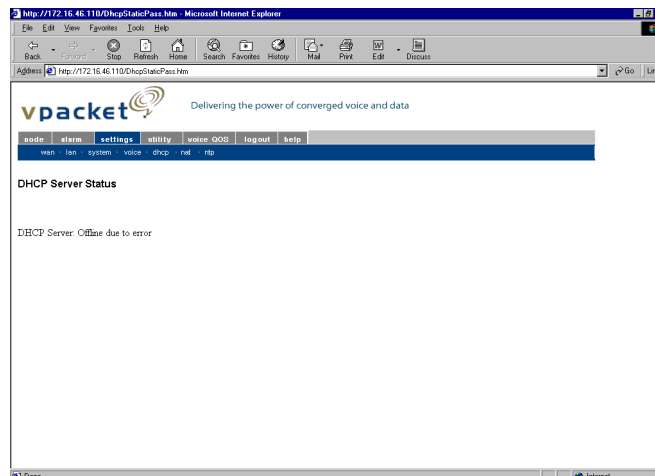 http://172.16.46.110/DhcpStaticPass.htm - Microsoft Internet Explorer
File Edit View Favorites Tools Help
Back Forward Stop Refresh Home Search Favorites History Mail Print Edit Discuss
Address http://172.16.46.110/DhcpStaticPass.htm Go Lin
vpacket Delivering the power of converged voice and data
node alarm settings utility voice QOS logout help
wan lan system voice dhcp nat ntp
DHCP Server Status
DHCP Server: Offline due to error
Done Internet